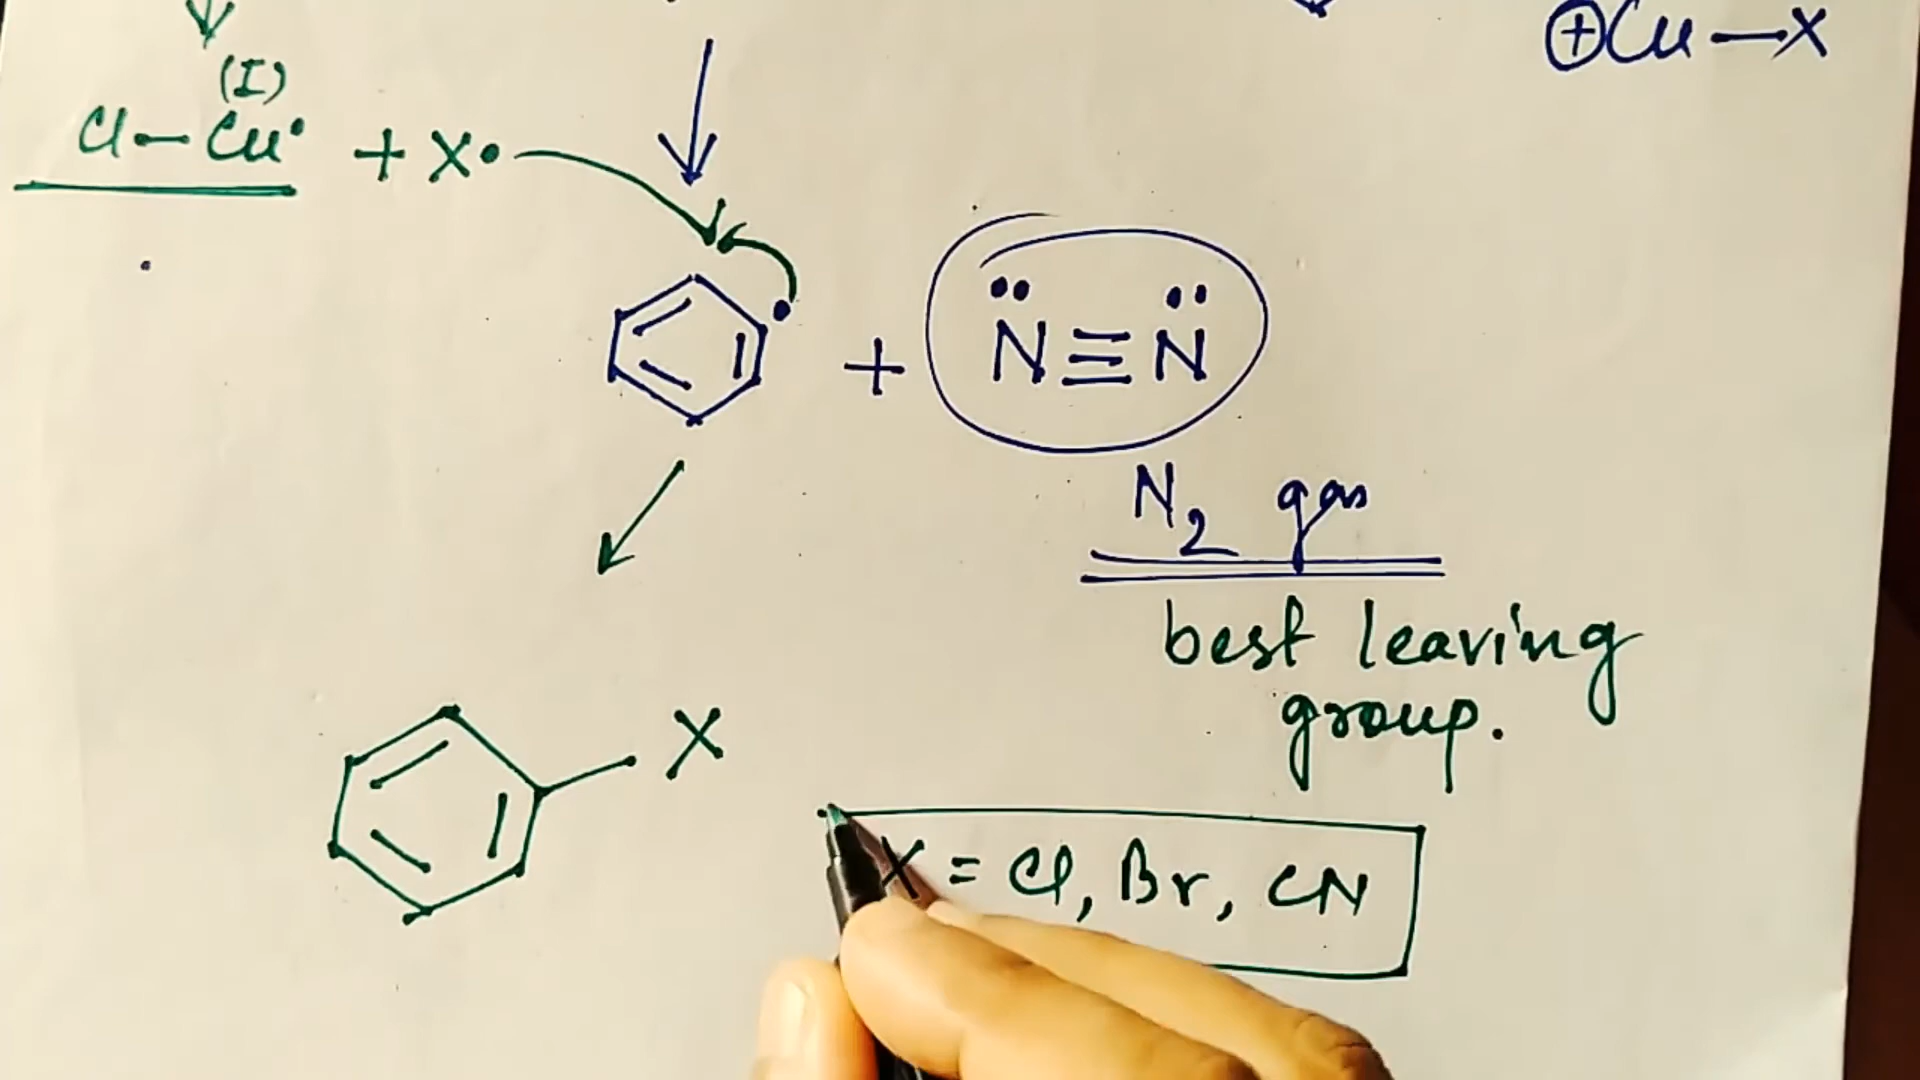 ⊕Cu—X
(I)
Cl—Cu• + X•
+ N≡N
N2 gas
best leaving
group.
X
X = Cl, Br, CN